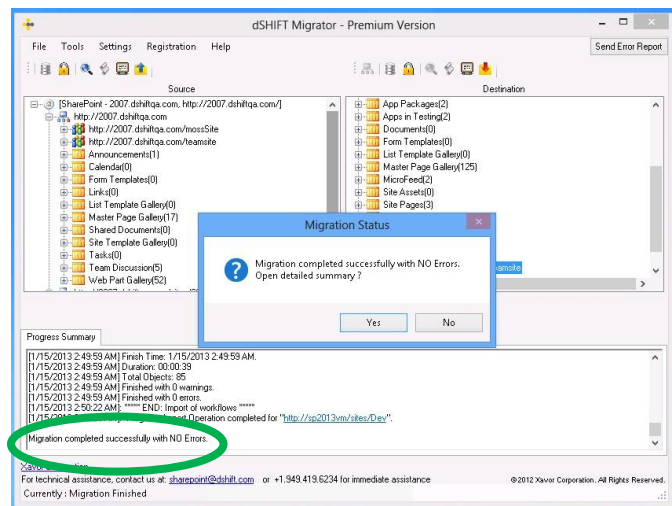 dSHIFT Migrator - Premium Version
File Tools Settings Registration Help
Send Error Report
Source
Destination
[SharePoint - 2007.dshiftqa.com, http://2007.dshiftqa.com/]
http://2007.dshiftqa.com
http://2007.dshiftqa.com/mossSite
http://2007.dshiftqa.com/teamsite
Announcements(1)
Calendar(0)
Form Templates(0)
Links(0)
List Template Gallery(0)
Master Page Gallery(17)
Shared Documents(0)
Site Template Gallery(0)
Tasks(0)
Team Discussion(5)
Web Part Gallery(52)
App Packages(2)
Apps in Testing(2)
Documents(0)
Form Templates(0)
List Template Gallery(0)
Master Page Gallery(125)
MicroFeed(2)
Site Assets(0)
Site Pages(3)
Migration Status
Migration completed successfully with NO Errors.
Open detailed summary ?
Yes
No
Progress Summary
[1/15/2013 2:49:59 AM] Finish Time: 1/15/2013 2:49:59 AM.
[1/15/2013 2:49:59 AM] Duration: 00:00:39
[1/15/2013 2:49:59 AM] Total Objects: 85
[1/15/2013 2:49:59 AM] Finished with 0 warnings.
[1/15/2013 2:49:59 AM] Finished with 0 errors.
[1/15/2013 2:50:22 AM]: ***** END: Import of workflows *****
Operation completed for "http://sp2013vm/sites/Dev".
Migration completed successfully with NO Errors.
For technical assistance, contact us at: sharepoint@dshift.com or +1.949.419.6234 for immediate assistance
©2012 Xavor Corporation. All Rights Reserved.
Currently : Migration Finished